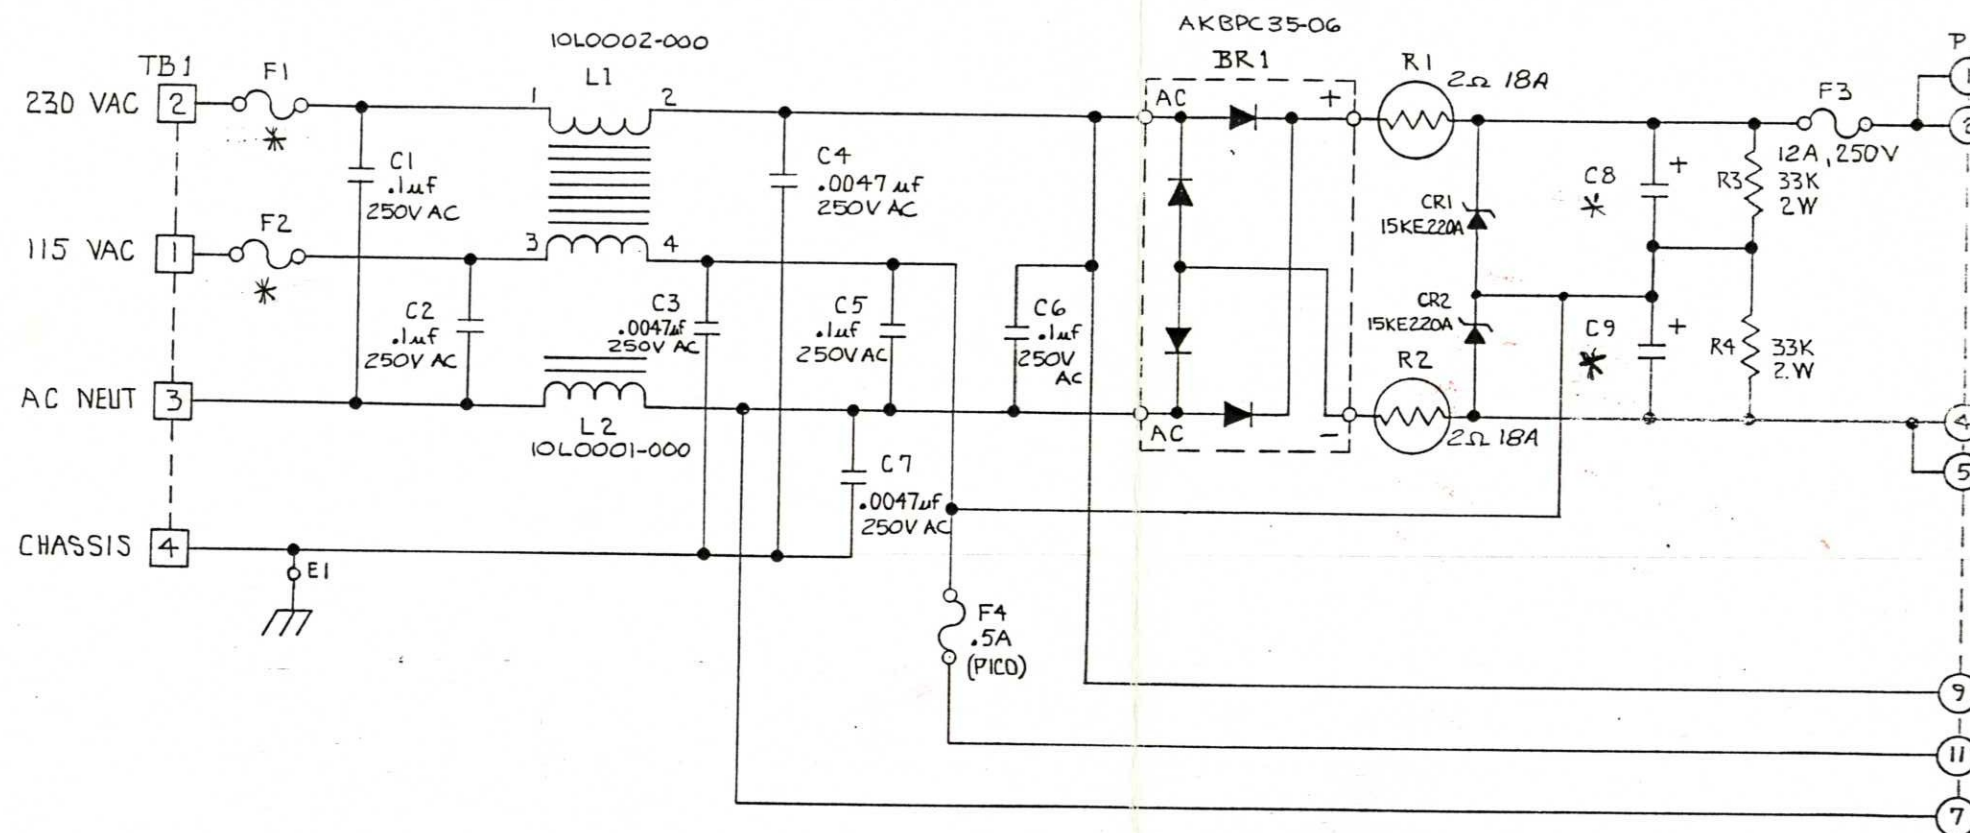 10L0002-000
L1
AKBPC35-06
BR1
TB1
F1
230 VAC
2
*
1
2
C1
.1uf
250V AC
C4
.0047 uf
250V AC
AC
+
R1
2Ω 18A
F3
12A, 250V
P
1
2
C8
*
+
R3
33K
2W
CR1
15KE220A
115 VAC
1
F2
*
3
4
C2
.1uf
250V AC
C3
.0047uf
250V AC
C5
.1uf
250V AC
C6
.1uf
250V
AC
CR2
15KE220A
C9
*
+
R4
33K
2.W
AC NEUT
3
L2
10L0001-000
AC
-
R2
2Ω 18A
4
5
C7
.0047uf
250V AC
CHASSIS
4
E1
F4
.5A
(PICO)
9
11
7